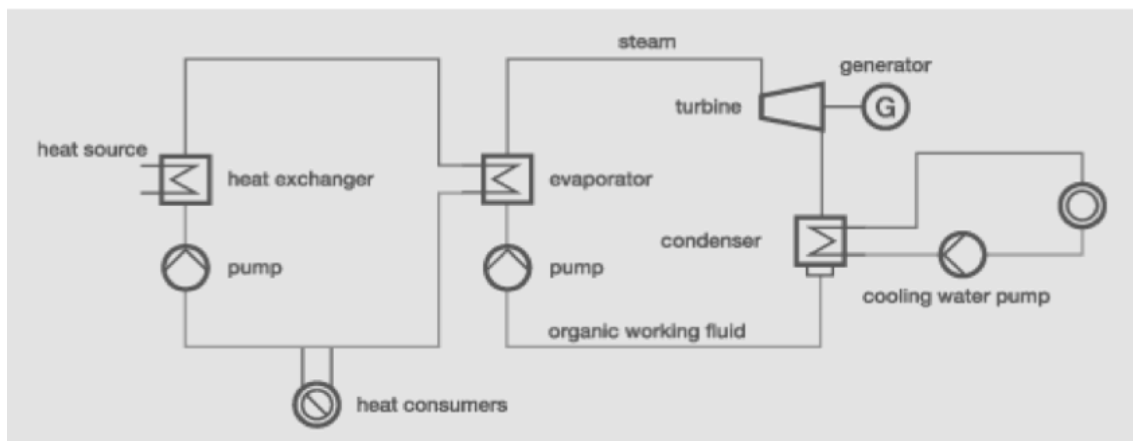 steam
generator
turbine
G
heat source
heat exchanger
evaporator
condenser
pump
pump
cooling water pump
organic working fluid
heat consumers